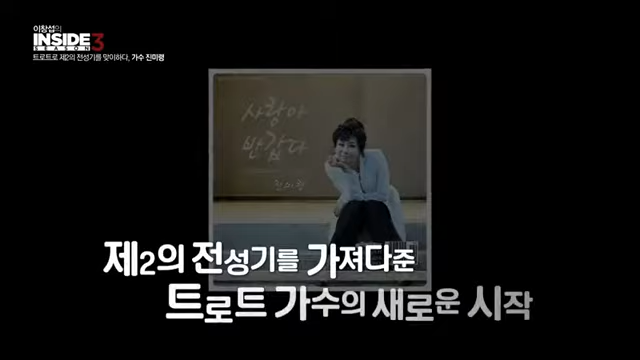 이창섭의
INSIDE 3
SEASON
트로트로 제2의 전성기를 맞이하다, 가수 진미령
사랑아
반갑다
진미령
제2의 전성기를 가져다준
트로트 가수의 새로운 시작